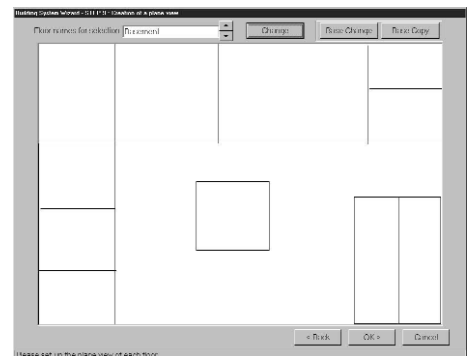 Building System Wizard - STEP 9 - Creation of a plane view
Floor names for selection Basement Change Base Change Base Copy
< Back OK > Cancel
Please set up the plane view of each floor